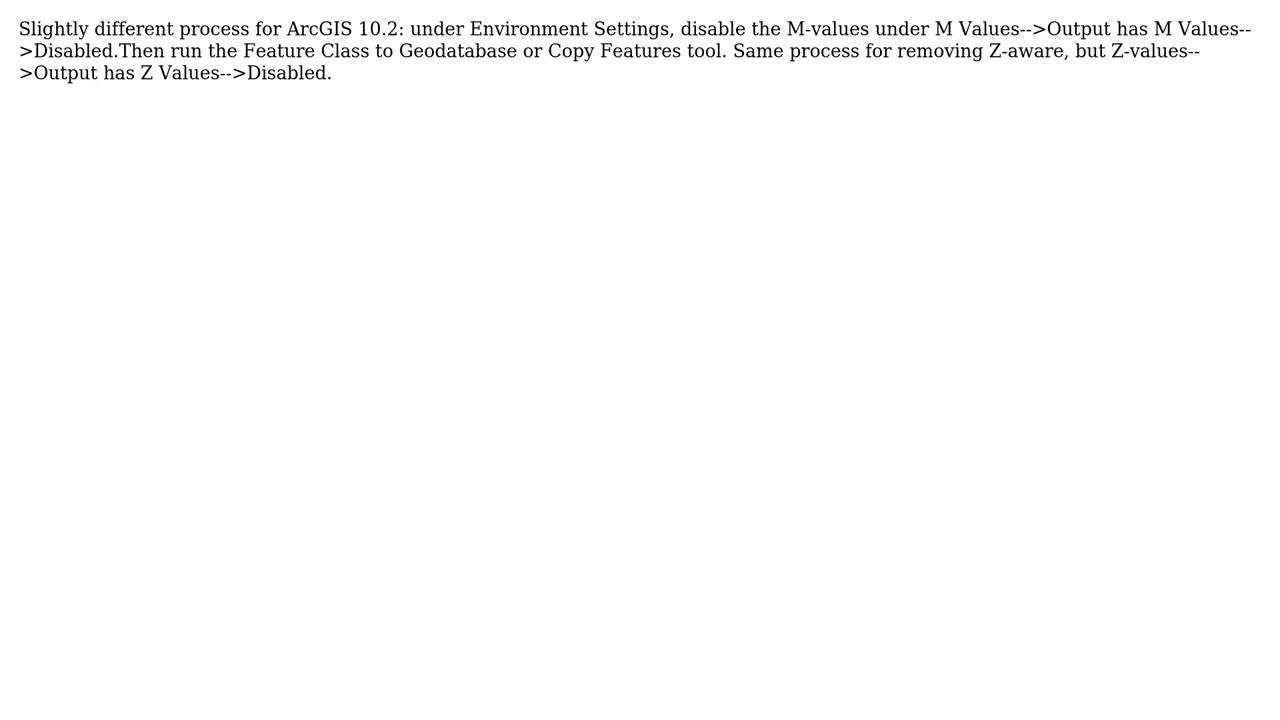 Slightly different process for ArcGIS 10.2: under Environment Settings, disable the M-values under M Values-->Output has M Values--
>Disabled.Then run the Feature Class to Geodatabase or Copy Features tool. Same process for removing Z-aware, but Z-values--
>Output has Z Values-->Disabled.